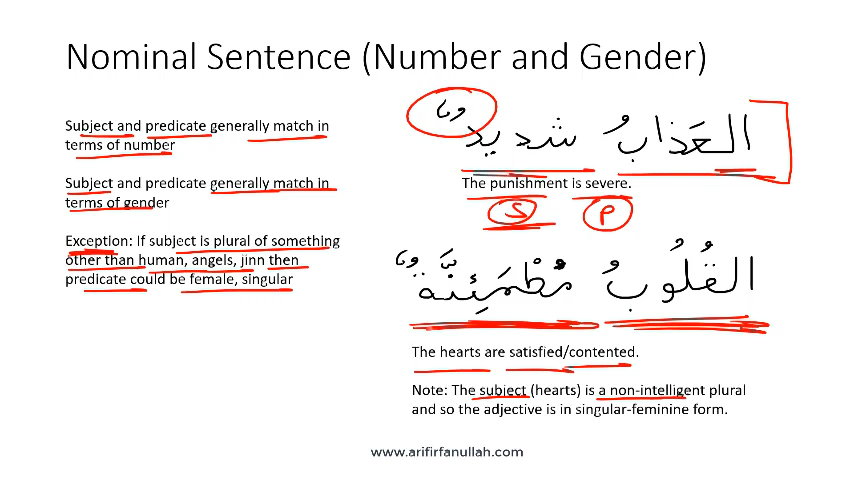 Nominal Sentence (Number and Gender)
Subject and predicate generally match in
terms of number
Subject and predicate generally match in
terms of gender
Exception: If subject is plural of something
other than human, angels, jinn then
predicate could be female, singular
العَذَابُ شديدٌ
The punishment is severe.
S P
القُلُوبُ مُطْمَئِنَّةٌ
The hearts are satisfied/contented.
Note: The subject (hearts) is a non-intelligent plural
and so the adjective is in singular-feminine form.
www.arifirfanullah.com